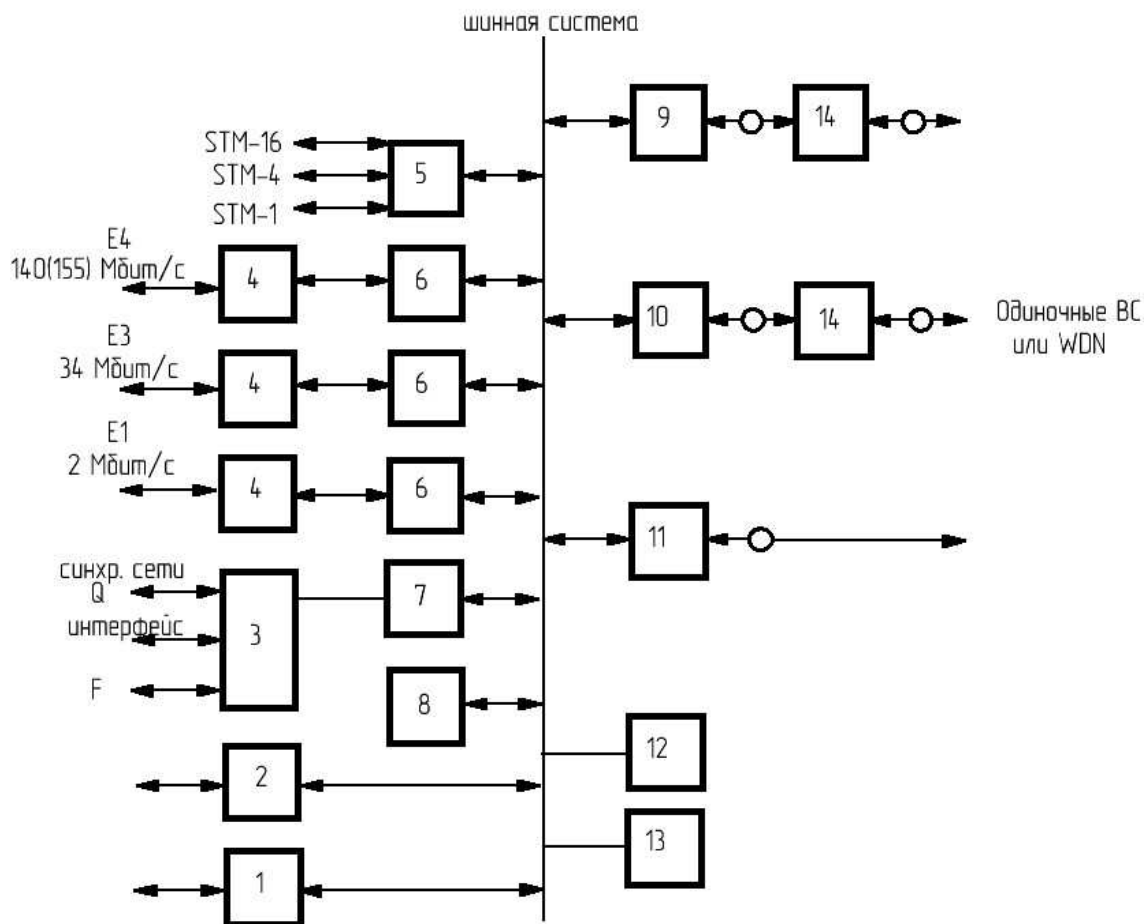 шинная система
9
14
STM-16
STM-4
STM-1
5
E4
140(155) Мбит/с
4
6
10
14
Одиночные ВС
или WDN
E3
34 Мбит/с
4
6
E1
2 Мбит/с
4
6
11
синхр. сети
Q
интерфейс
F
3
7
8
12
2
13
1